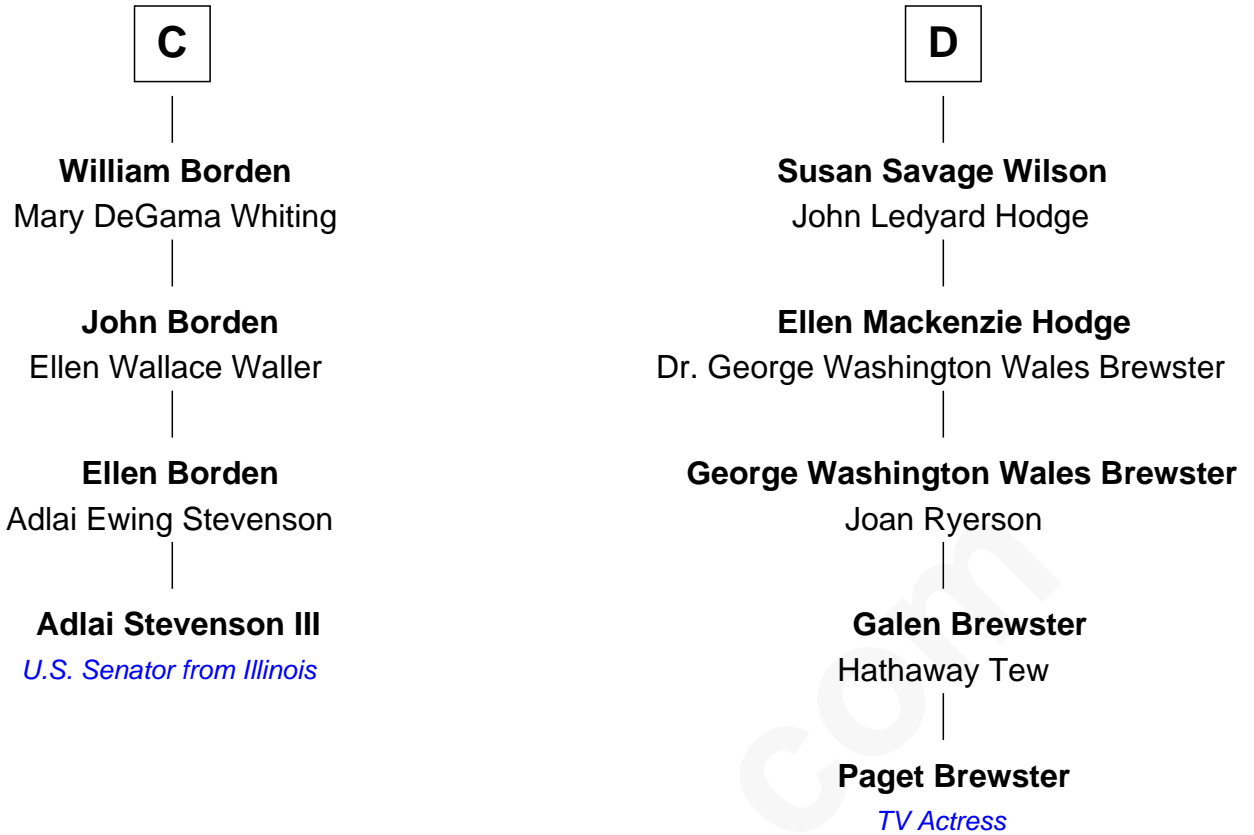 C
William Borden
Mary DeGama Whiting
John Borden
Ellen Wallace Waller
Ellen Borden
Adlai Ewing Stevenson
Adlai Stevenson III
U.S. Senator from Illinois
D
Susan Savage Wilson
John Ledyard Hodge
Ellen Mackenzie Hodge
Dr. George Washington Wales Brewster
George Washington Wales Brewster
Joan Ryerson
Galen Brewster
Hathaway Tew
Paget Brewster
TV Actress
com